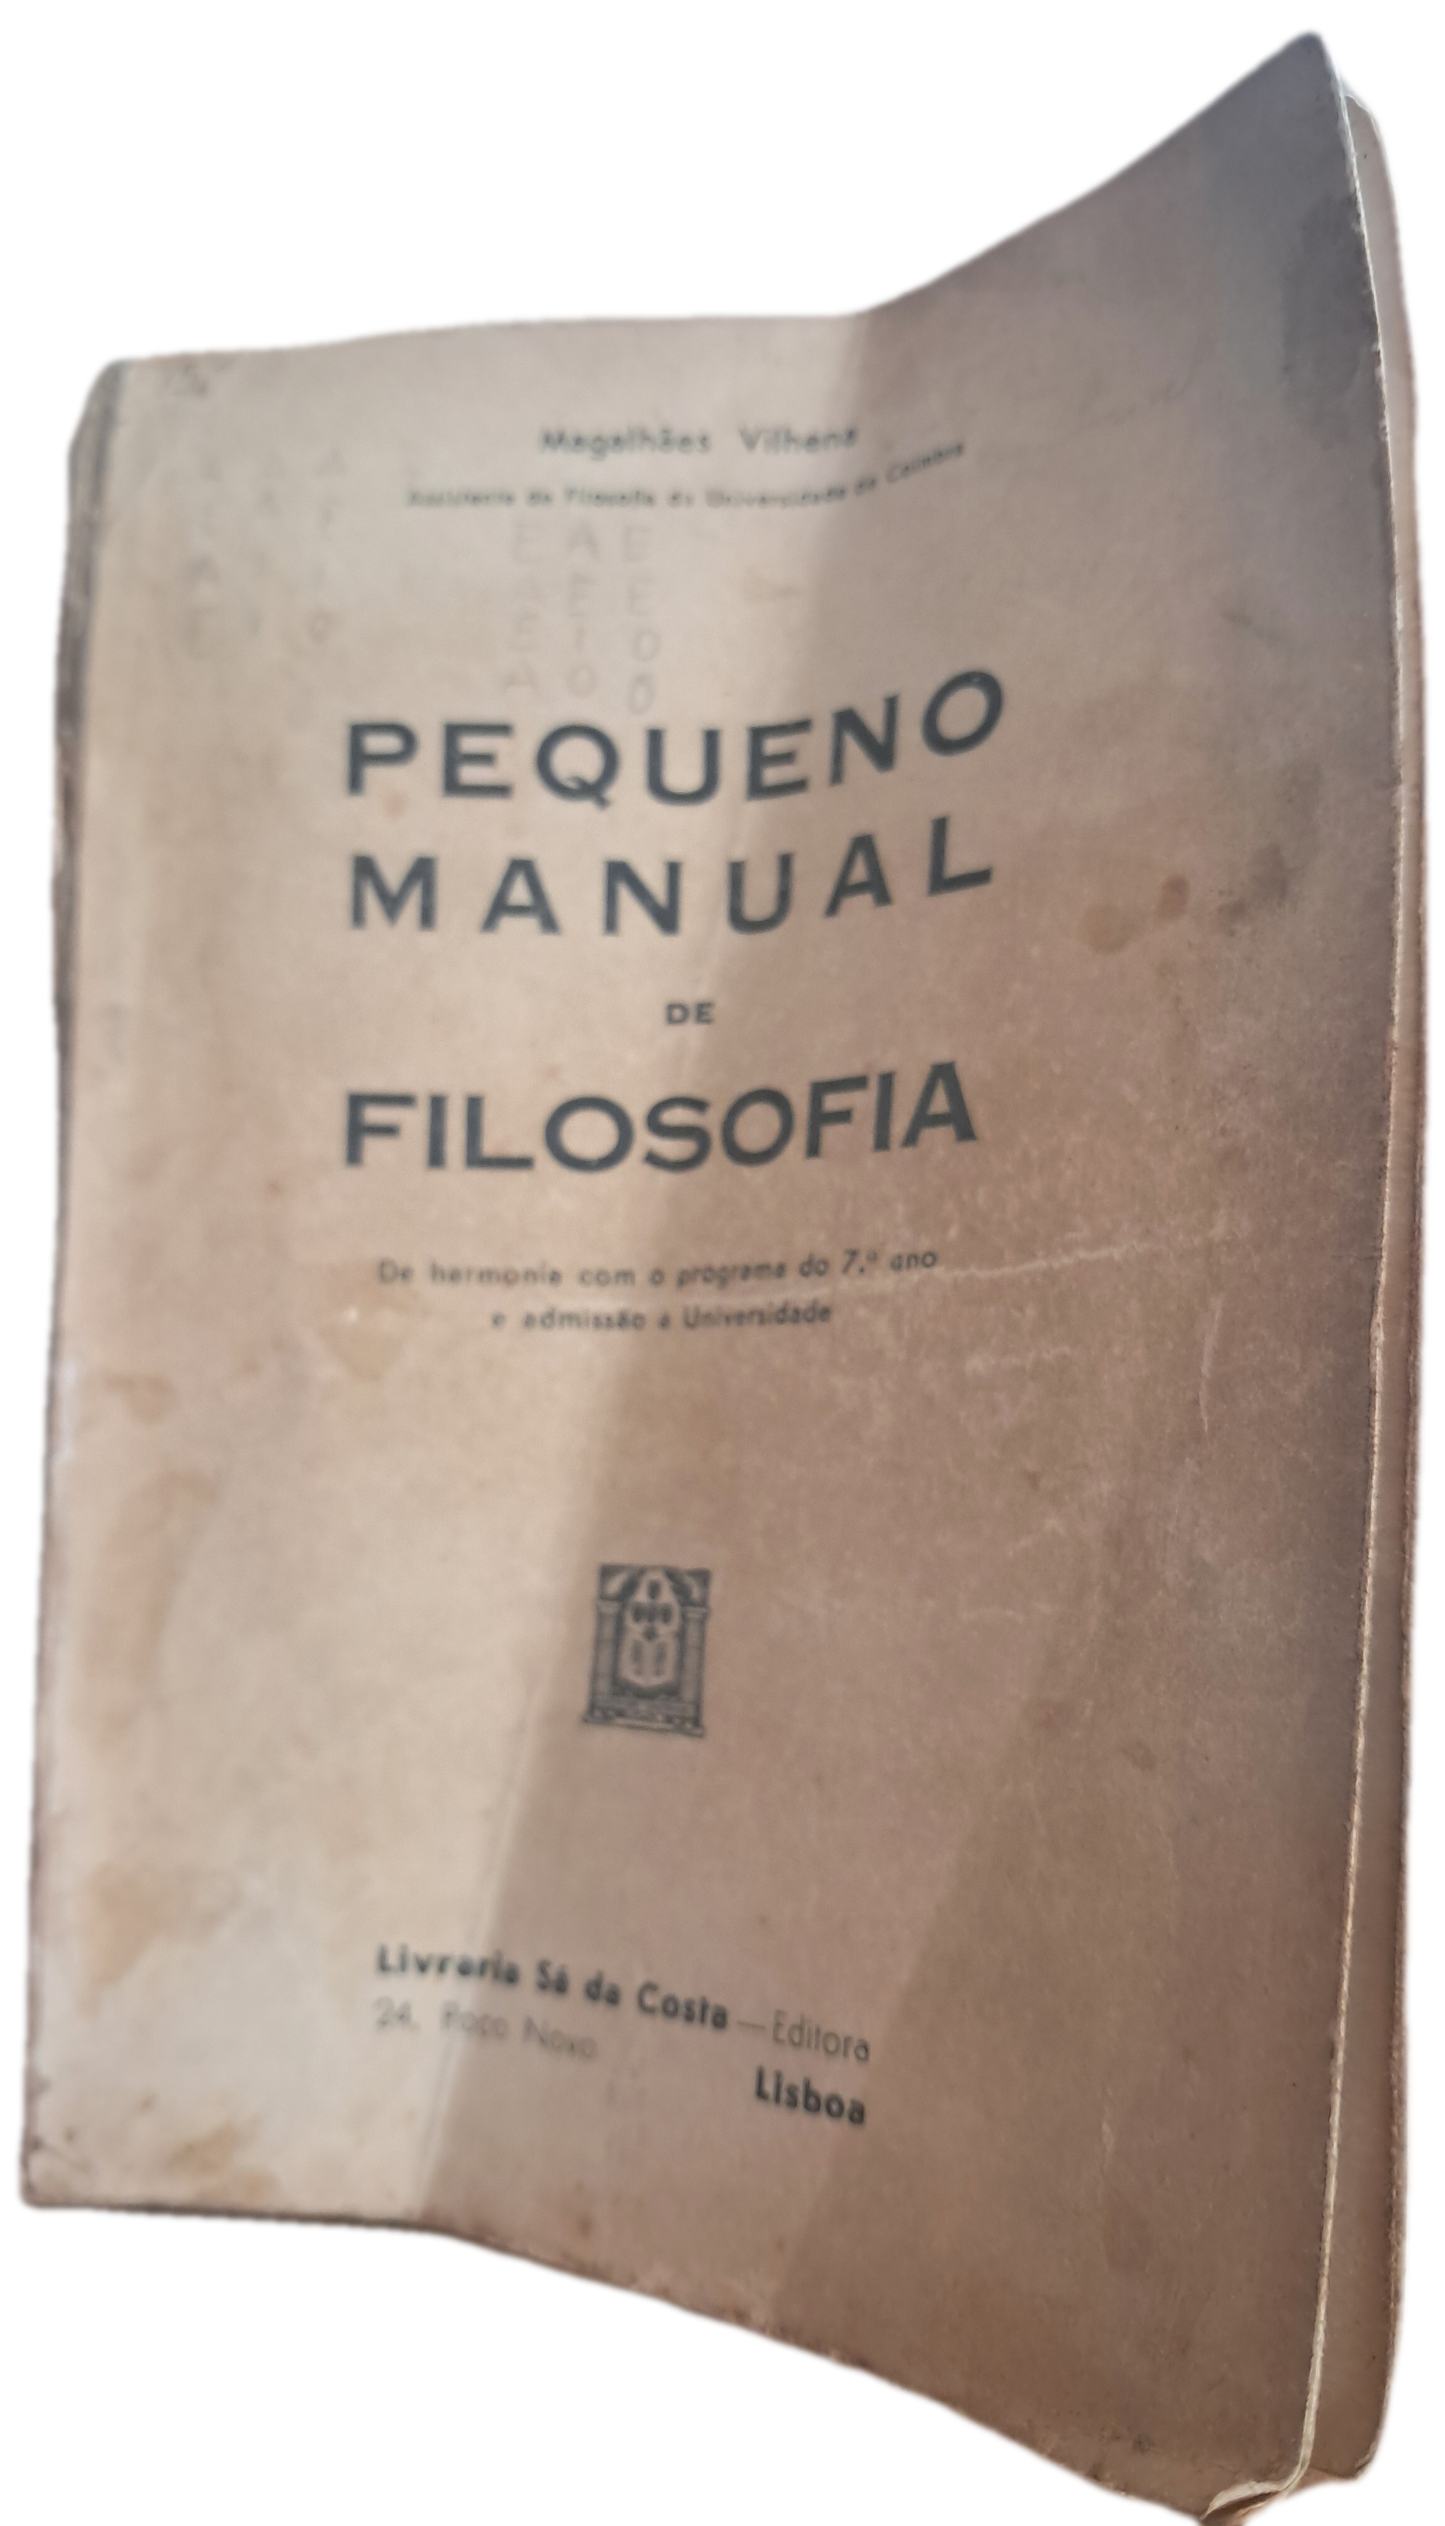 Magalhães Vilhena
Assistente de Filosofia da Universidade de Coimbra
E A E
A E E
E I O
A O O
PEQUENO
MANUAL
DE
FILOSOFIA
De harmonia com o programa do 7.º ano
e admissão à Universidade
Livraria Sá da Costa — Editora
24, Poço Novo
Lisboa